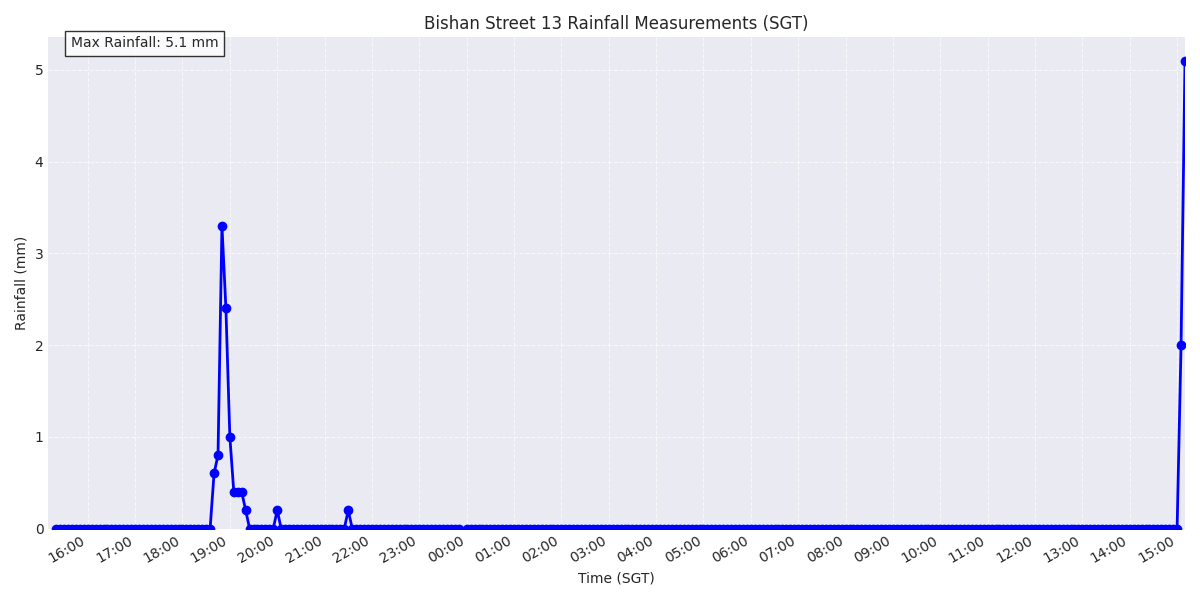 Bishan Street 13 Rainfall Measurements (SGT)
Max Rainfall: 5.1 mm
Rainfall (mm)
5
4
3
2
1
0
16:00 17:00 18:00 19:00 20:00 21:00 22:00 23:00 00:00 01:00 02:00 03:00 04:00 05:00 06:00 07:00 08:00 09:00 10:00 11:00 12:00 13:00 14:00 15:00
Time (SGT)